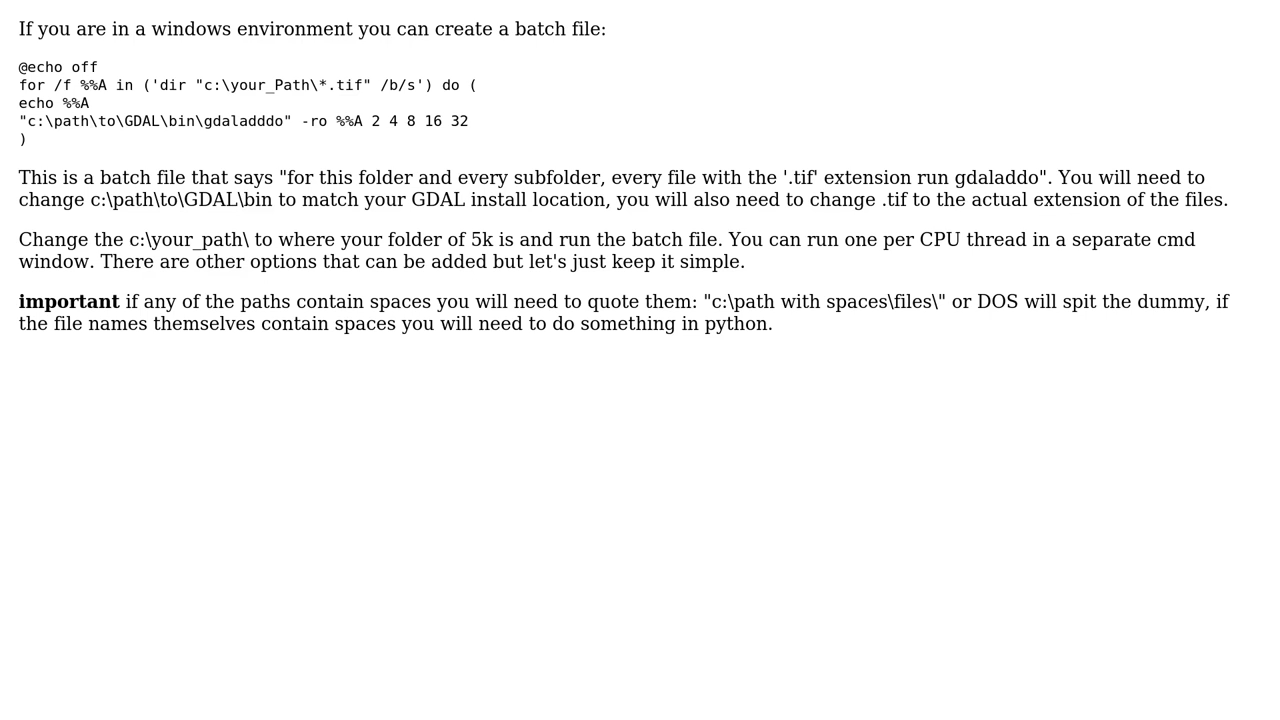 If you are in a windows environment you can create a batch file:
@echo off
for /f %%A in ('dir "c:\your_Path\*.tif" /b/s') do (
echo %%A
"c:\path\to\GDAL\bin\gdaladddo" -ro %%A 2 4 8 16 32
)
This is a batch file that says "for this folder and every subfolder, every file with the '.tif' extension run gdaladdo". You will need to
change c:\path\to\GDAL\bin to match your GDAL install location, you will also need to change .tif to the actual extension of the files.
Change the c:\your_path\ to where your folder of 5k is and run the batch file. You can run one per CPU thread in a separate cmd
window. There are other options that can be added but let's just keep it simple.
important if any of the paths contain spaces you will need to quote them: "c:\path with spaces\files\" or DOS will spit the dummy, if
the file names themselves contain spaces you will need to do something in python.